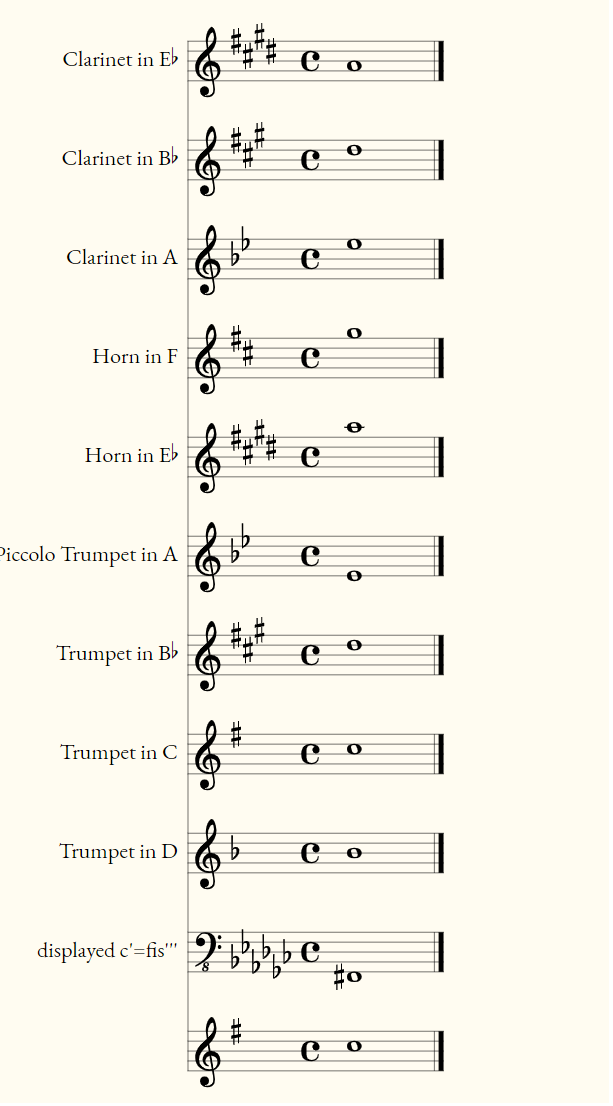 Clarinet in E♭
Clarinet in B♭
Clarinet in A
Horn in F
Horn in E♭
Piccolo Trumpet in A
Trumpet in B♭
Trumpet in C
Trumpet in D
displayed c'=fis'''
8